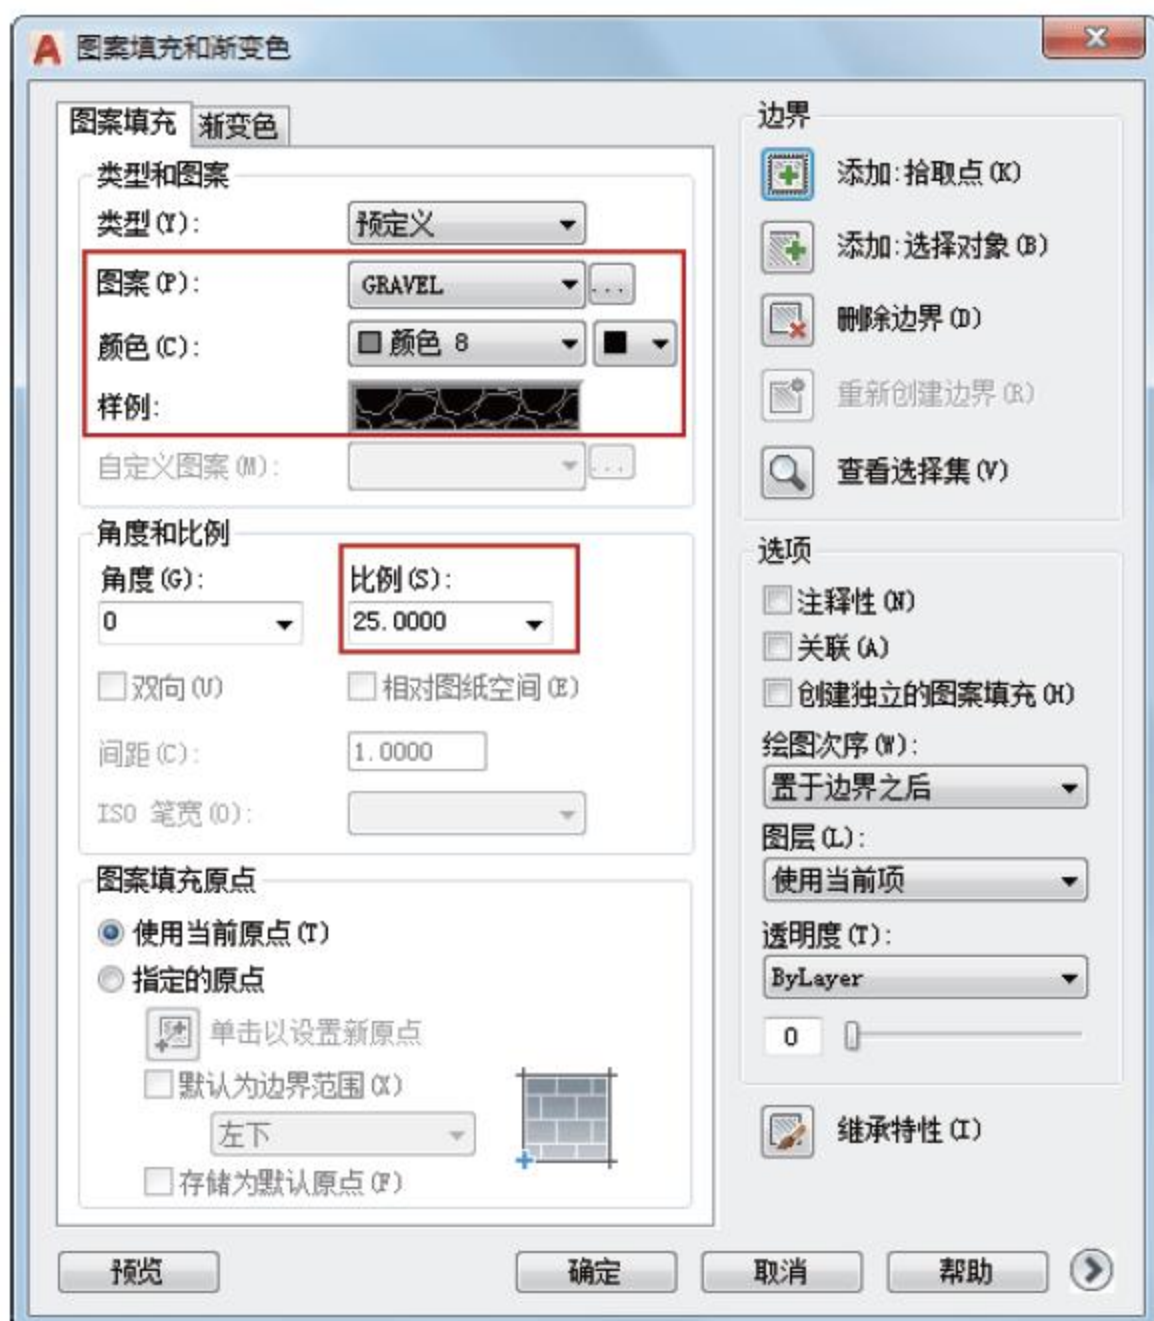 图案填充和渐变色
图案填充 渐变色
类型和图案
类型(Y): 预定义
图案(P): GRAVEL ...
颜色(C): 颜色 8
样例:
自定义图案(M): ...
角度和比例
角度(G): 比例(S):
0 25.0000
双向(U) 相对图纸空间(E)
间距(C): 1.0000
ISO 笔宽(O):
图案填充原点
使用当前原点(T)
指定的原点
单击以设置新原点
默认为边界范围(X)
左下
存储为默认原点(F)
边界
添加:拾取点(K)
添加:选择对象(B)
删除边界(D)
重新创建边界(R)
查看选择集(V)
选项
注释性(N)
关联(A)
创建独立的图案填充(H)
绘图次序(W):
置于边界之后
图层(L):
使用当前项
透明度(T):
ByLayer
0
继承特性(I)
预览 确定 取消 帮助